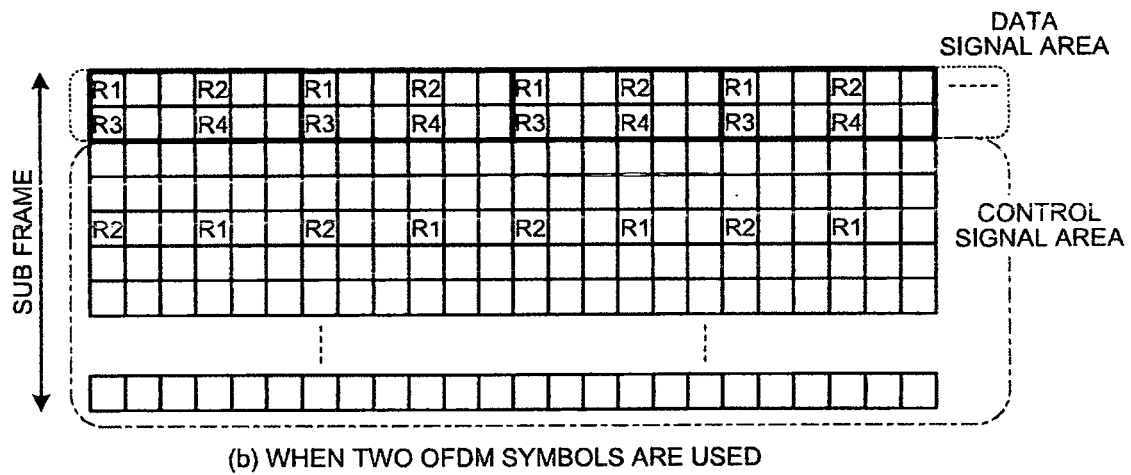 DATA
SIGNAL AREA
R1 R2 R1 R2 R1 R2 R1 R2
R3 R4 R3 R4 R3 R4 R3 R4
SUB FRAME
R2 R1 R2 R1 R2 R1 R2 R1
CONTROL
SIGNAL AREA
(b) WHEN TWO OFDM SYMBOLS ARE USED